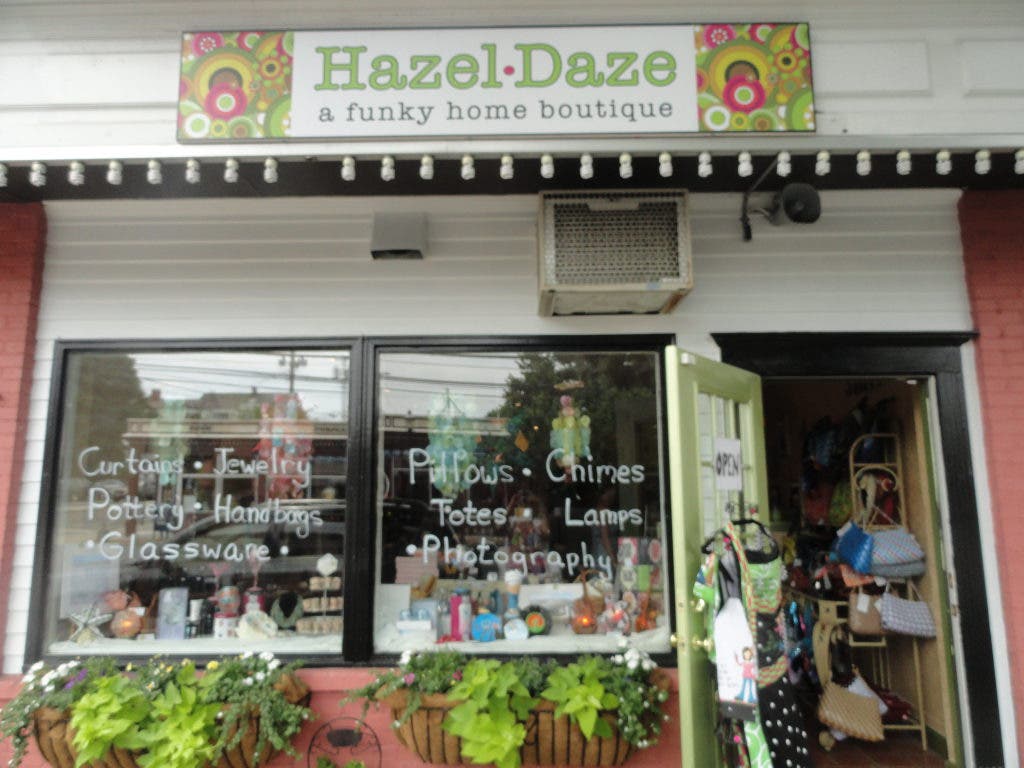 Hazel•Daze
a funky home boutique
Curtains • Jewelry
Pottery • Handbags
• Glassware •
Pillows • Chimes
Totes Lamps
• Photography
OPEN